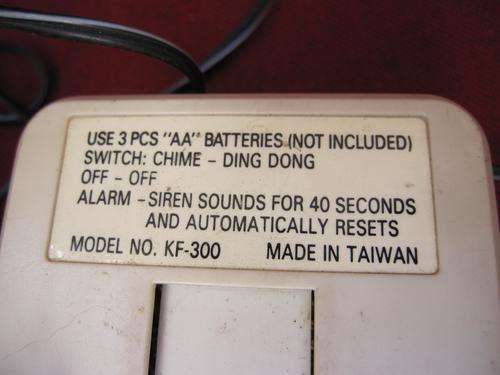 USE 3 PCS "AA" BATTERIES (NOT INCLUDED)
SWITCH: CHIME - DING DONG
OFF - OFF
ALARM - SIREN SOUNDS FOR 40 SECONDS
AND AUTOMATICALLY RESETS
MODEL NO. KF-300 MADE IN TAIWAN